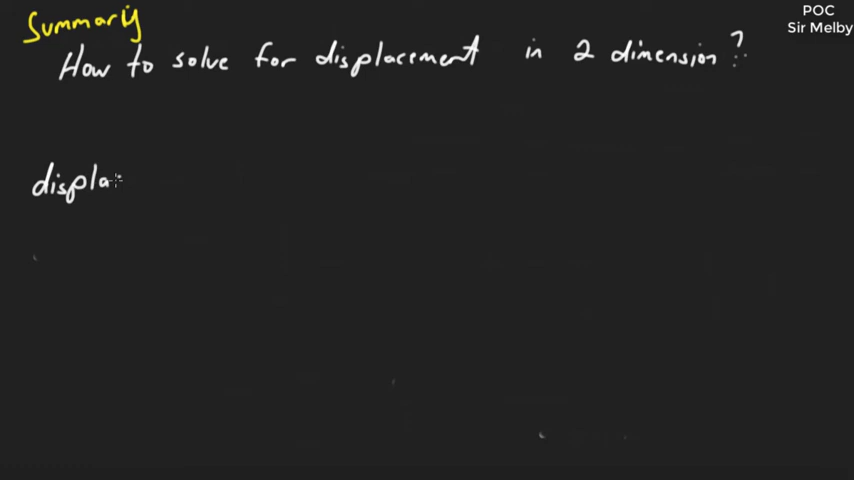 POC
Sir Melby
Summary
How to solve for displacement in 2 dimension?
displa